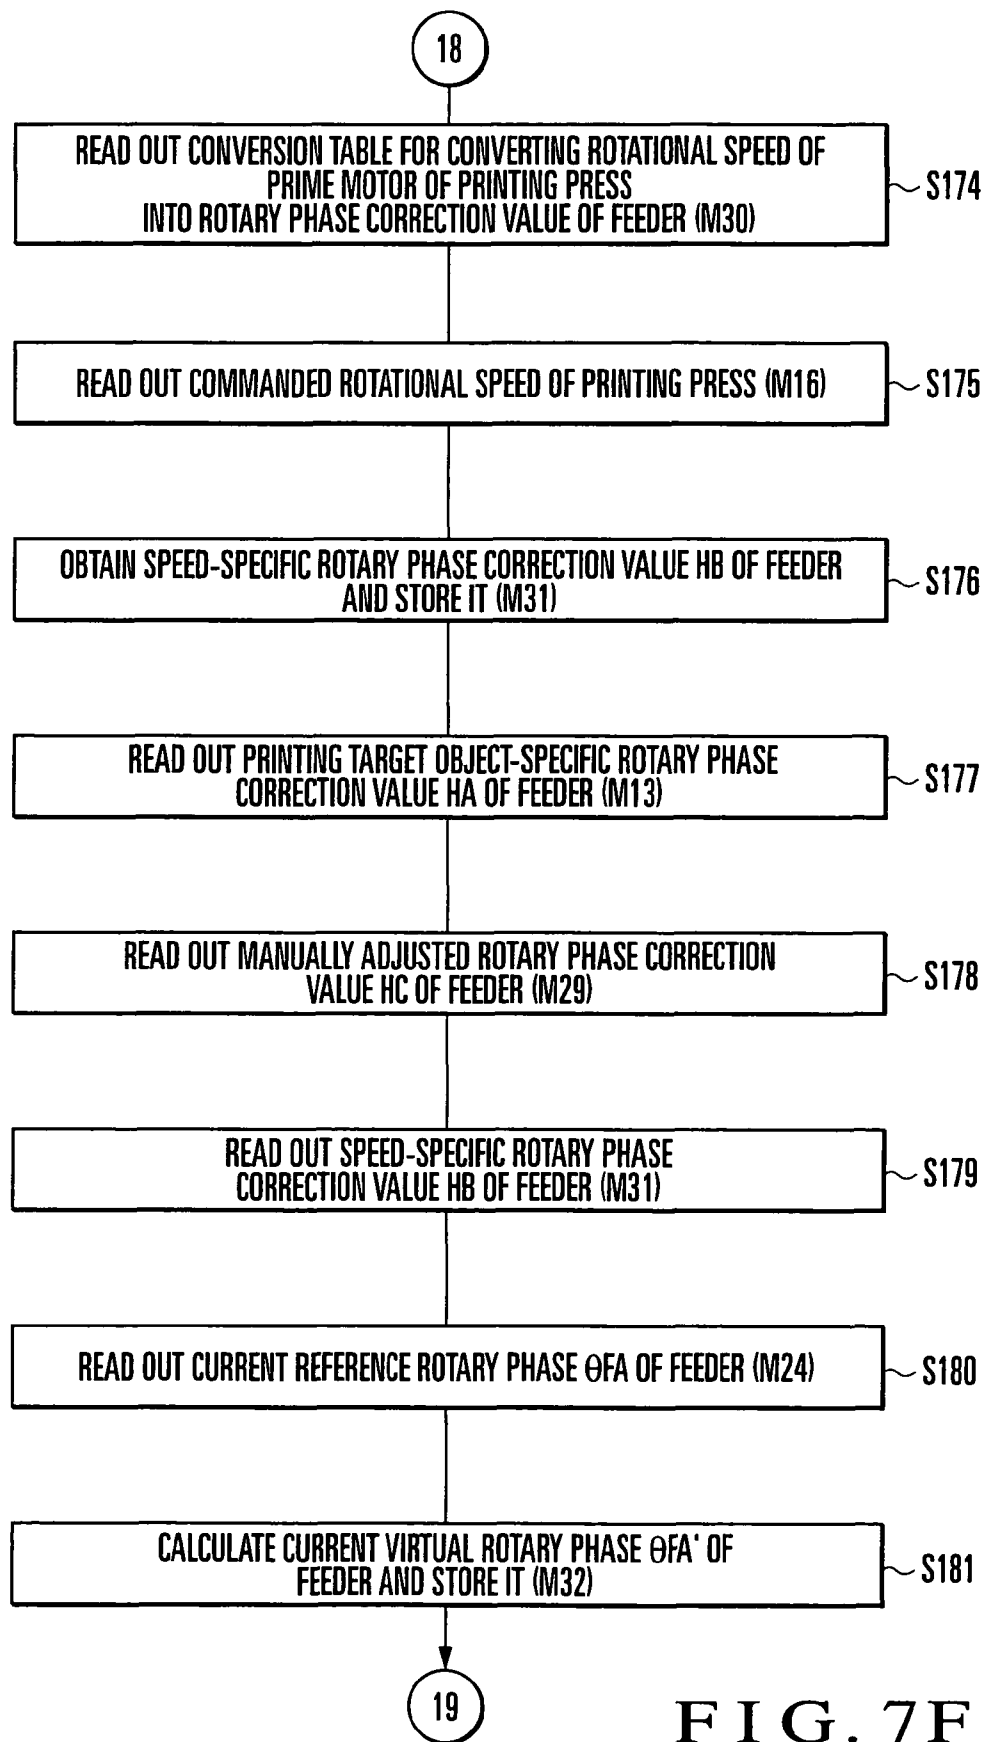 18
READ OUT CONVERSION TABLE FOR CONVERTING ROTATIONAL SPEED OF
PRIME MOTOR OF PRINTING PRESS
INTO ROTARY PHASE CORRECTION VALUE OF FEEDER (M30)
S174
READ OUT COMMANDED ROTATIONAL SPEED OF PRINTING PRESS (M16)
S175
OBTAIN SPEED-SPECIFIC ROTARY PHASE CORRECTION VALUE HB OF FEEDER
AND STORE IT (M31)
S176
READ OUT PRINTING TARGET OBJECT-SPECIFIC ROTARY PHASE
CORRECTION VALUE HA OF FEEDER (M13)
S177
READ OUT MANUALLY ADJUSTED ROTARY PHASE CORRECTION
VALUE HC OF FEEDER (M29)
S178
READ OUT SPEED-SPECIFIC ROTARY PHASE
CORRECTION VALUE HB OF FEEDER (M31)
S179
READ OUT CURRENT REFERENCE ROTARY PHASE θFA OF FEEDER (M24)
S180
CALCULATE CURRENT VIRTUAL ROTARY PHASE θFA' OF
FEEDER AND STORE IT (M32)
S181
19
FIG. 7F